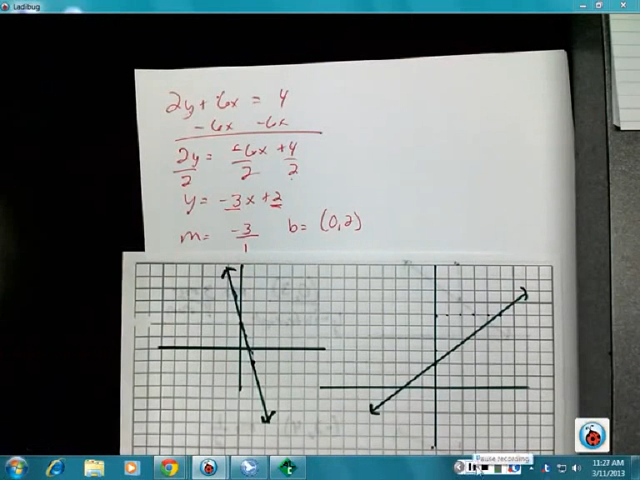 Ladibug
2y + 6x = 4
-6x -6x
2y/2 = -6x/2 + 4/2
y = -3x + 2
m = -3/1 b = (0,2)
Pause recording
11:27 AM
3/11/2013